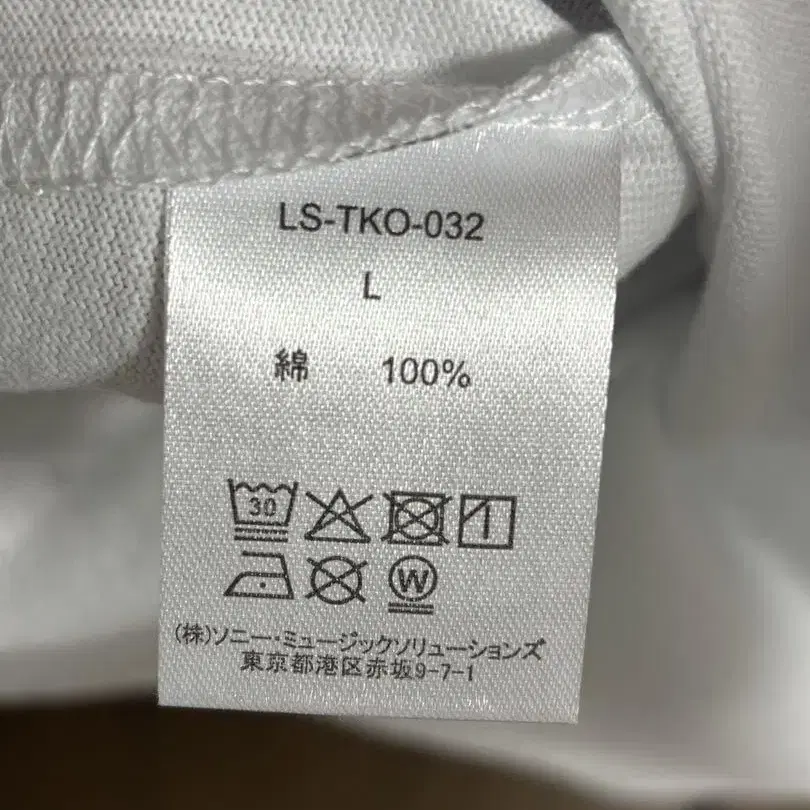 LS-TKO-032
L
綿 100%
30
1
W
(株)ソニー・ミュージックソリューションズ
東京都港区赤坂9-7-1